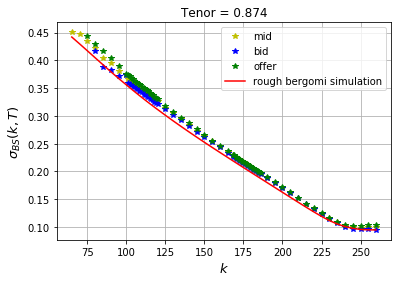 Tenor = 0.874
mid
bid
offer
rough bergomi simulation
0.45
0.40
0.35
0.30
0.25
0.20
0.15
0.10
σBS(k, T)
75 100 125 150 175 200 225 250
k